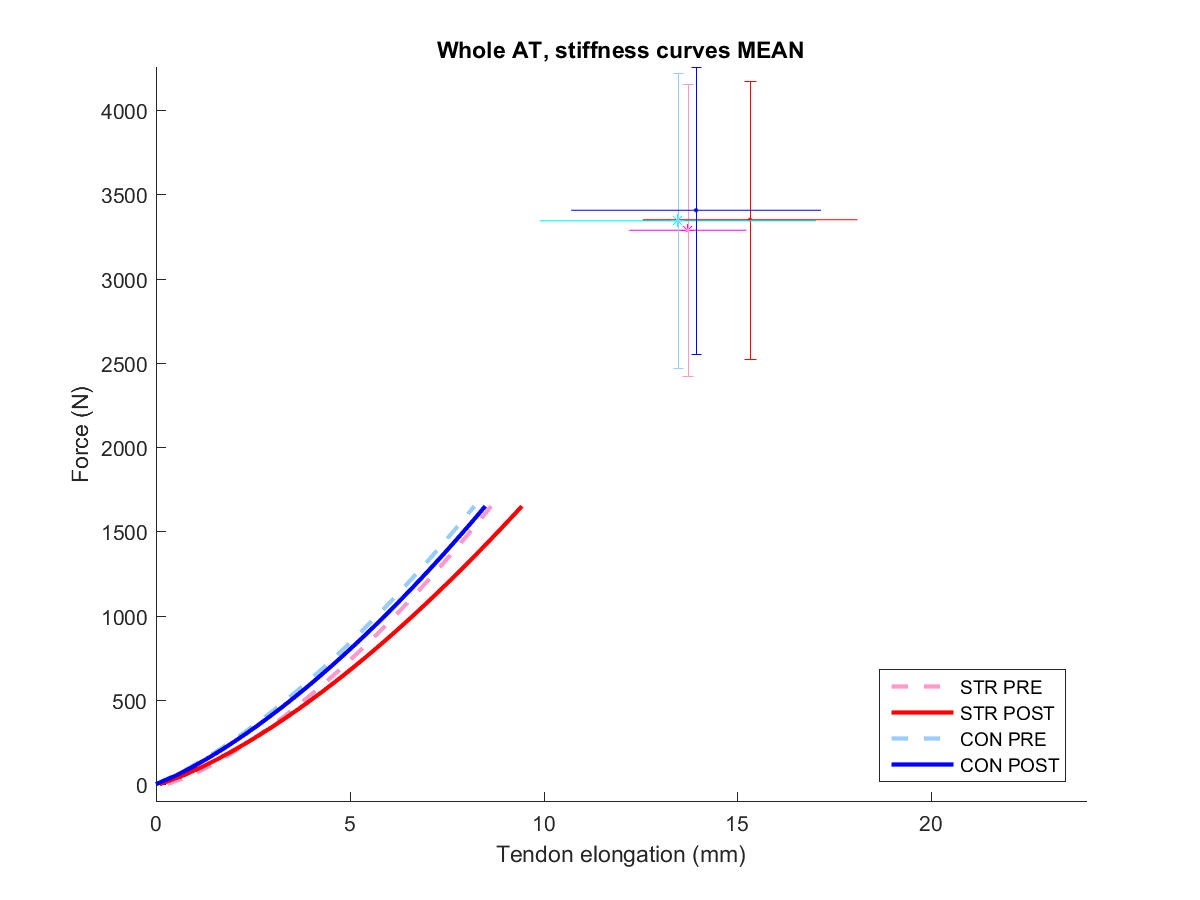 Whole AT, stiffness curves MEAN
4000
3500
3000
2500
2000
1500
1000
500
0
Force (N)
0 5 10 15 20
Tendon elongation (mm)
STR PRE
STR POST
CON PRE
CON POST